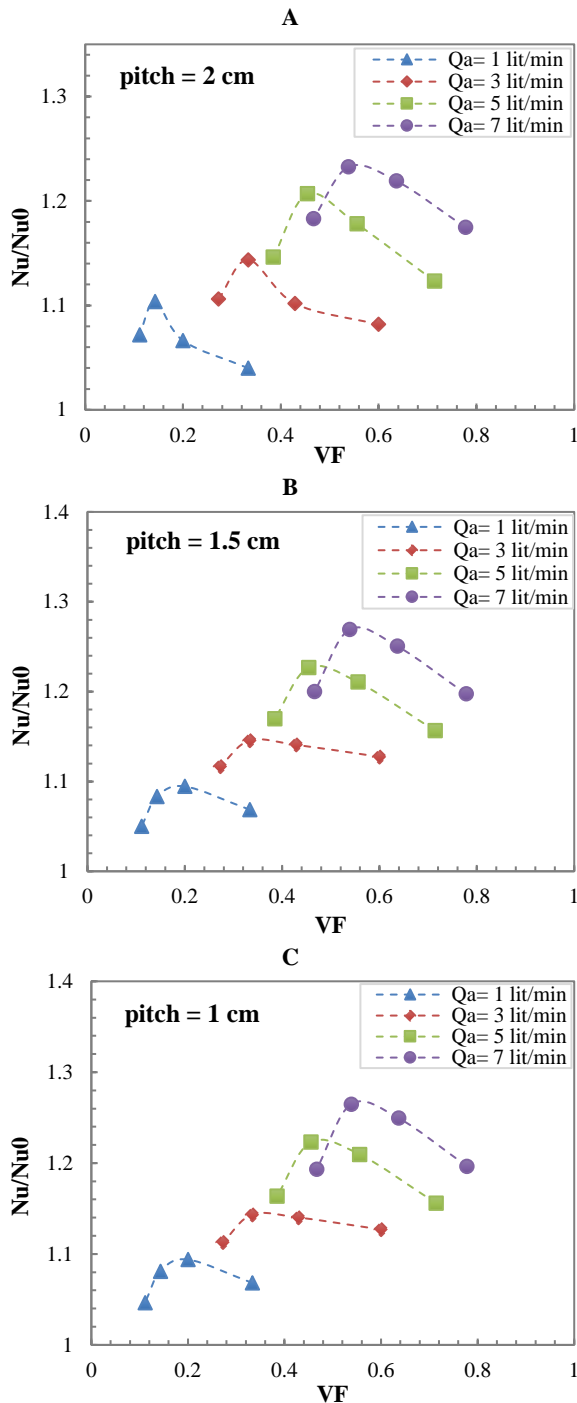 A
pitch = 2 cm
Qa= 1 lit/min
Qa= 3 lit/min
Qa= 5 lit/min
Qa= 7 lit/min
1.3
1.2
1.1
1
Nu/Nu0
0 0.2 0.4 0.6 0.8 1
VF
B
pitch = 1.5 cm
Qa= 1 lit/min
Qa= 3 lit/min
Qa= 5 lit/min
Qa= 7 lit/min
1.4
1.3
1.2
1.1
1
Nu/Nu0
0 0.2 0.4 0.6 0.8 1
VF
C
pitch = 1 cm
Qa= 1 lit/min
Qa= 3 lit/min
Qa= 5 lit/min
Qa= 7 lit/min
1.4
1.3
1.2
1.1
1
Nu/Nu0
0 0.2 0.4 0.6 0.8 1
VF